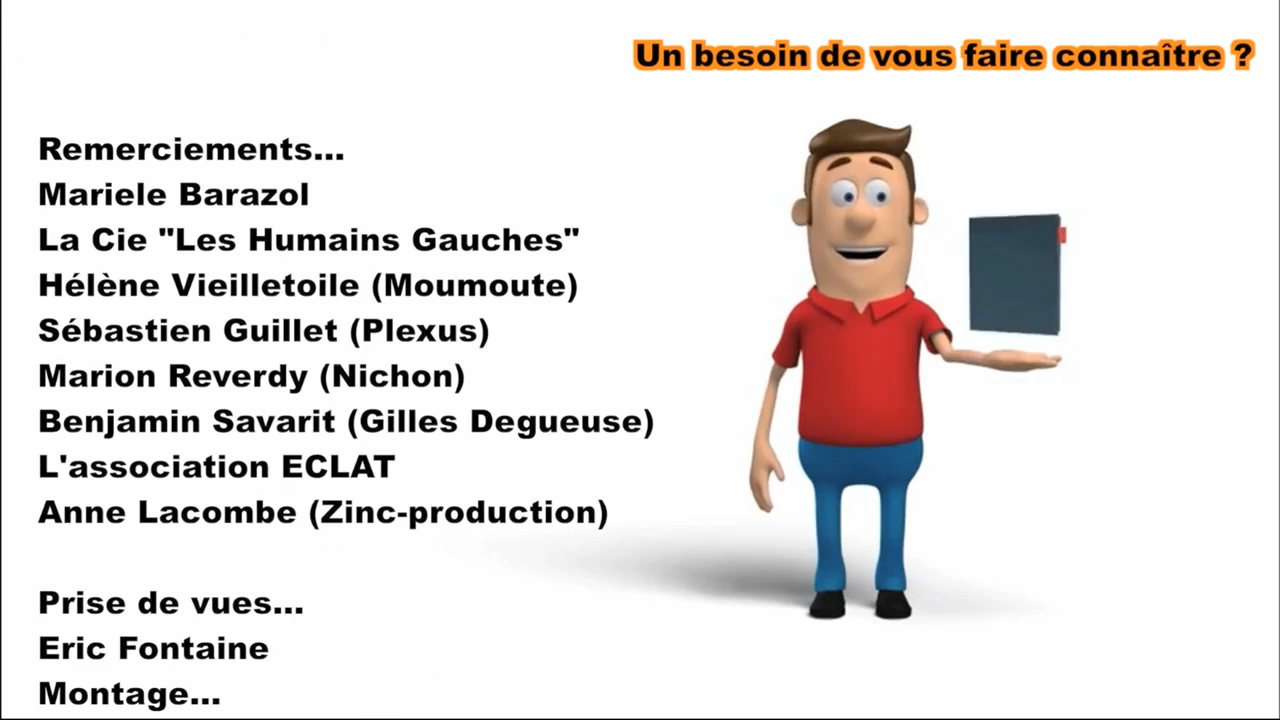 Un besoin de vous faire connaître ?
Remerciements...
Mariele Barazol
La Cie "Les Humains Gauches"
Hélène Vieilletoile (Moumoute)
Sébastien Guillet (Plexus)
Marion Reverdy (Nichon)
Benjamin Savarit (Gilles Degueuse)
L'association ECLAT
Anne Lacombe (Zinc-production)
Prise de vues...
Eric Fontaine
Montage...